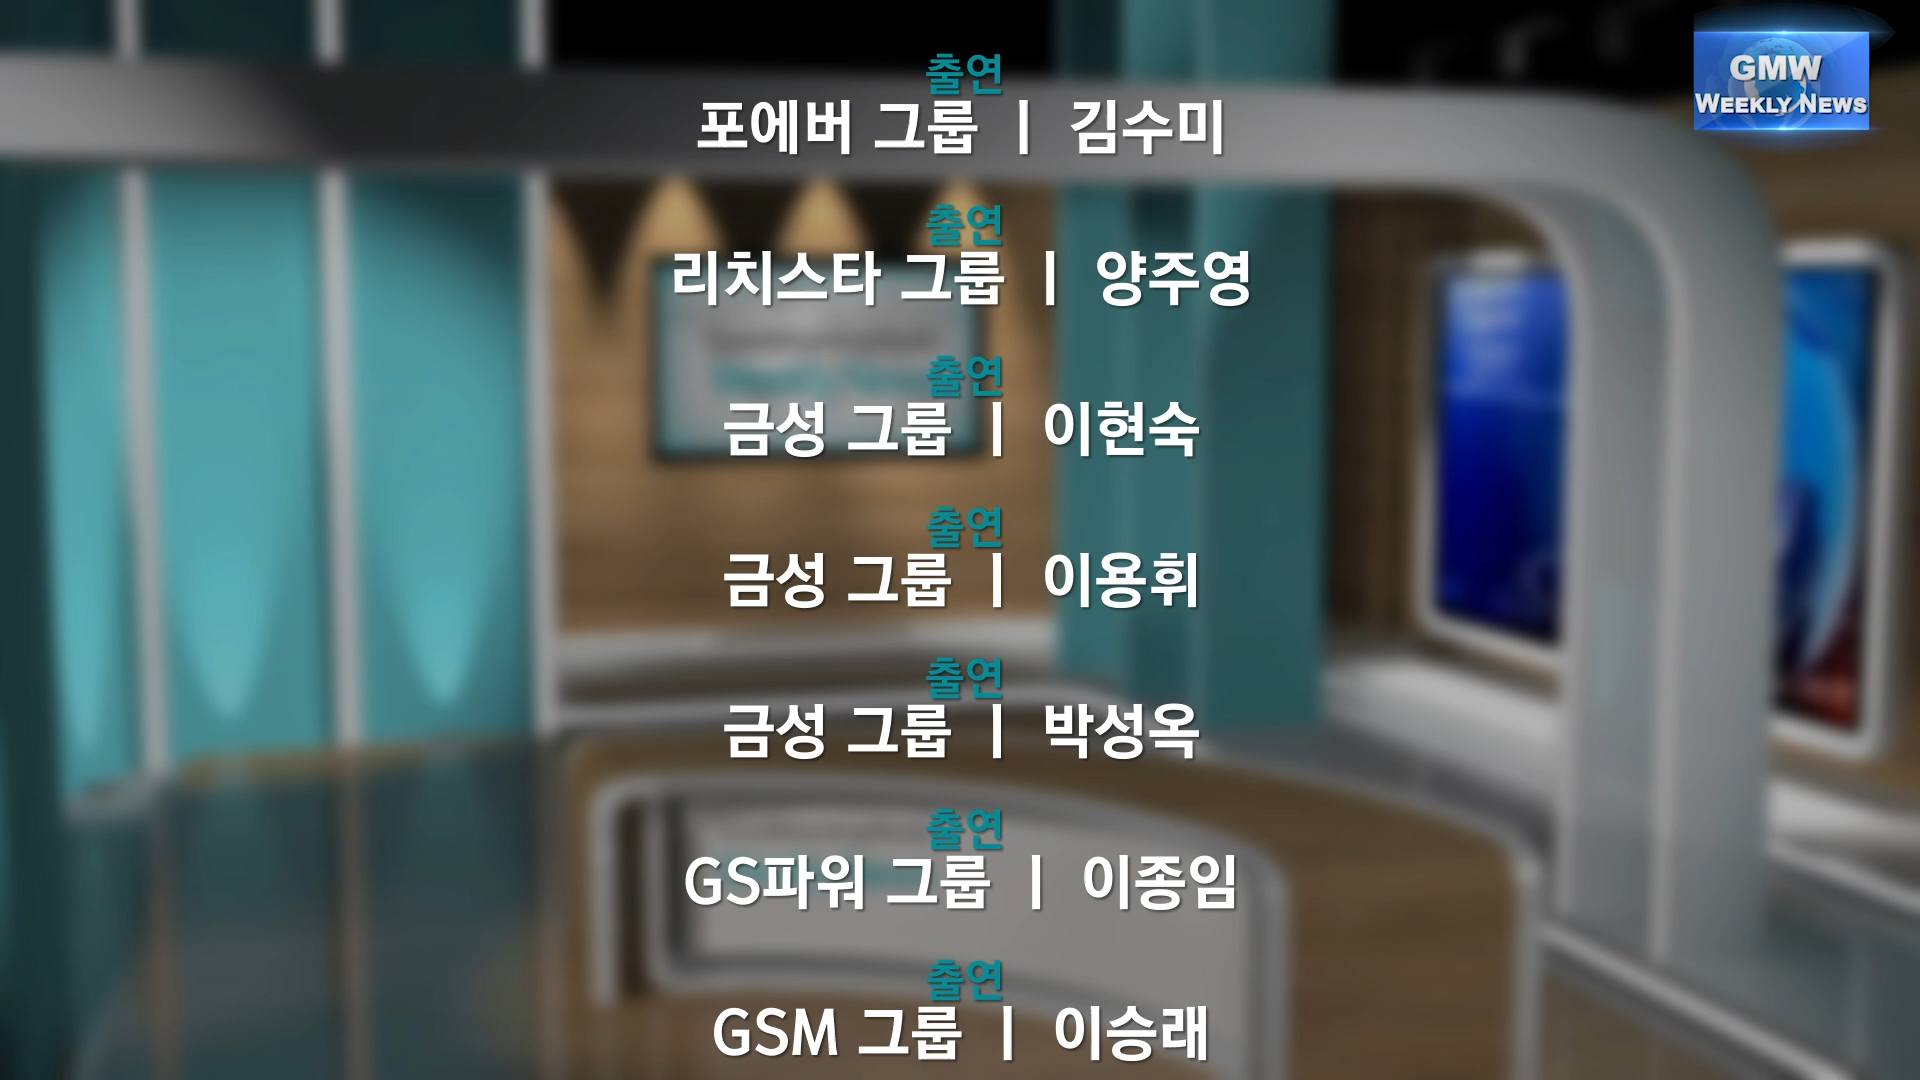 GMW
WEEKLY NEWS
출연
포에버 그룹 | 김수미
출연
리치스타 그룹 | 양주영
출연
금성 그룹 | 이현숙
출연
금성 그룹 | 이용휘
출연
금성 그룹 | 박성옥
출연
GS파워 그룹 | 이종임
출연
GSM 그룹 | 이승래